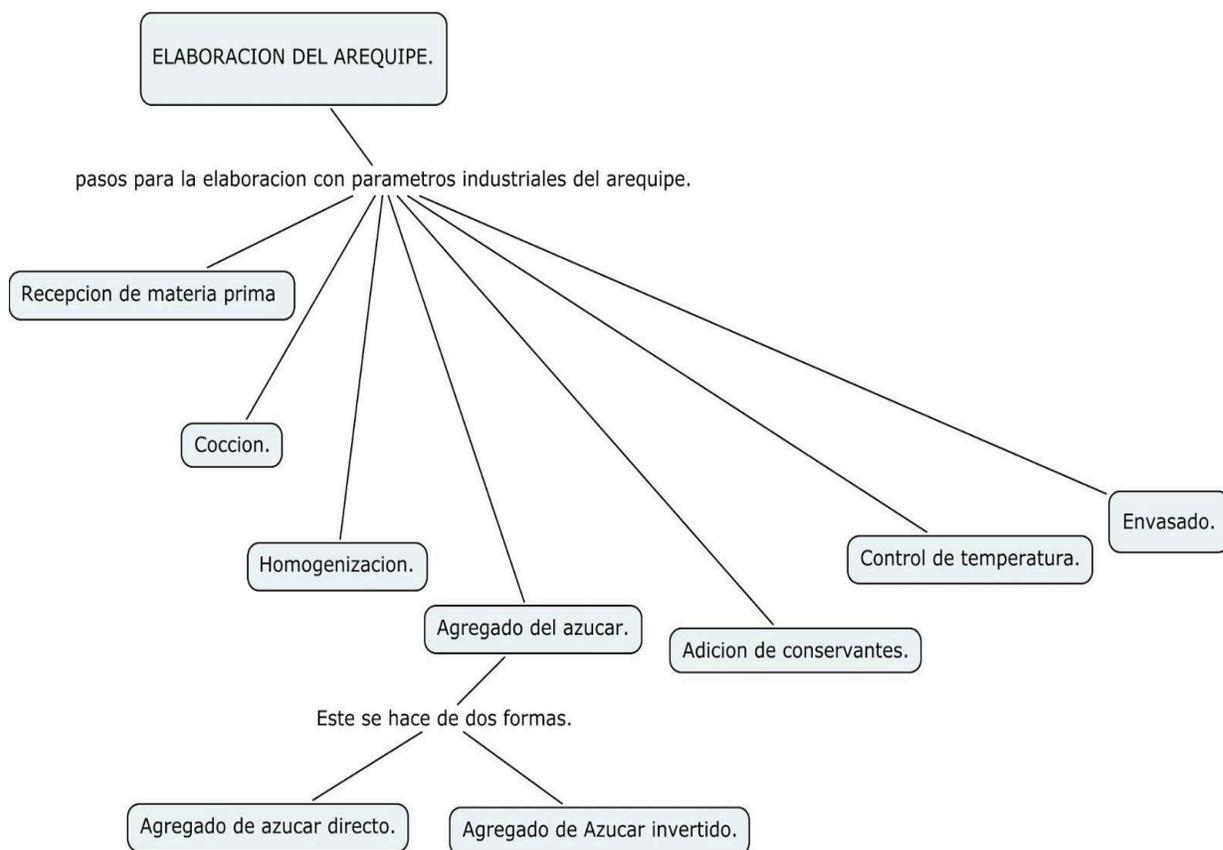 ELABORACION DEL AREQUIPE.
pasos para la elaboracion con parametros industriales del arequipe.
Recepcion de materia prima
Coccion.
Homogenizacion.
Agregado del azucar.
Adicion de conservantes.
Control de temperatura.
Envasado.
Este se hace de dos formas.
Agregado de azucar directo.
Agregado de Azucar invertido.